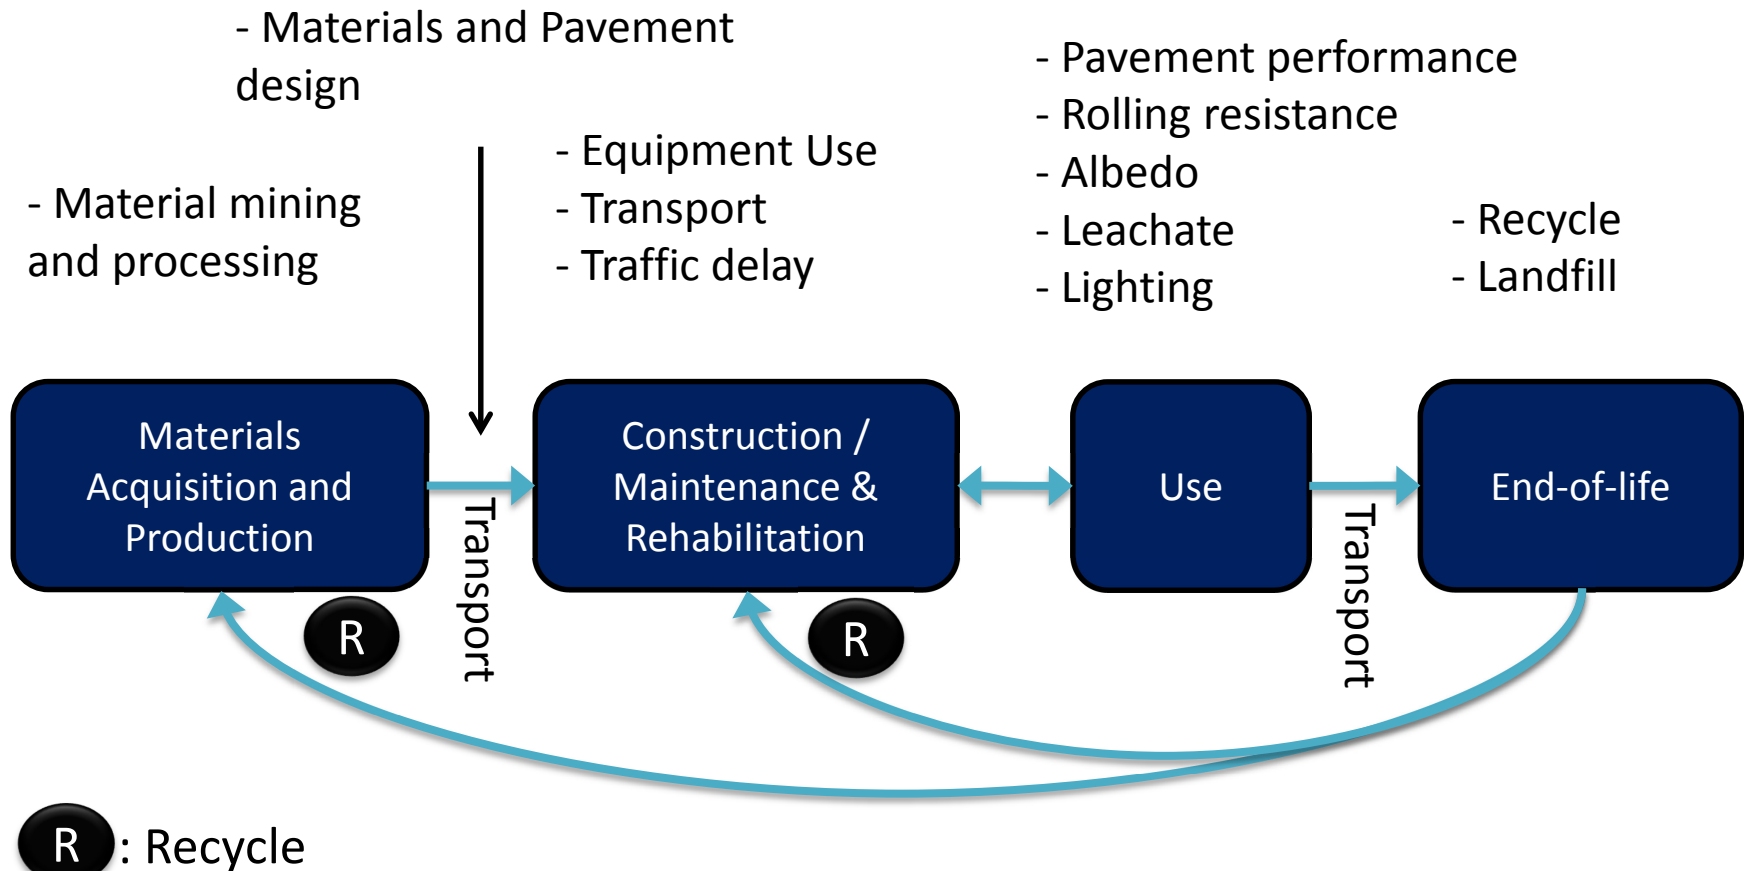 - Materials and Pavement
design
- Material mining
and processing
- Equipment Use
- Transport
- Traffic delay
- Pavement performance
- Rolling resistance
- Albedo
- Leachate
- Lighting
- Recycle
- Landfill
Materials
Acquisition and
Production
Transport
Construction /
Maintenance &
Rehabilitation
Use
Transport
End-of-life
R
R
R : Recycle